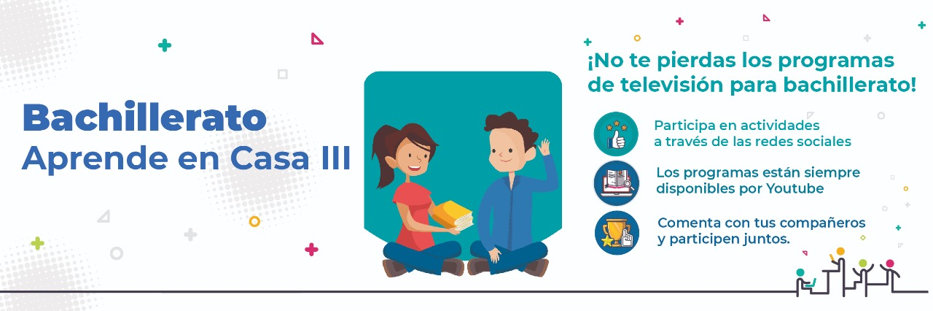 Bachillerato
Aprende en Casa III
¡No te pierdas los programas
de televisión para bachillerato!
Participa en actividades
a través de las redes sociales
Los programas están siempre
disponibles por Youtube
Comenta con tus compañeros
y participen juntos.